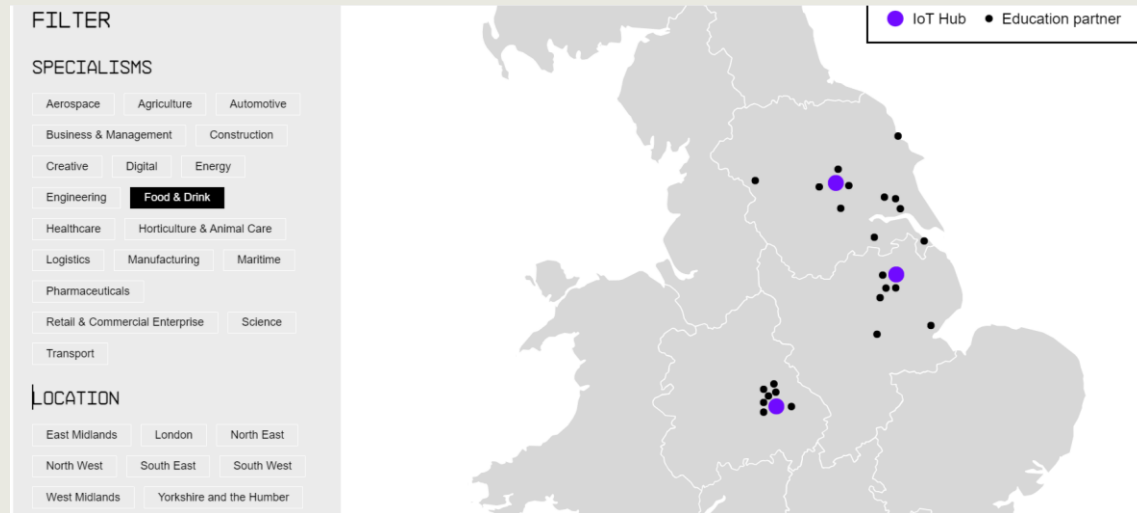 FILTER
SPECIALISMS
Aerospace Agriculture Automotive
Business & Management Construction
Creative Digital Energy
Engineering Food & Drink
Healthcare Horticulture & Animal Care
Logistics Manufacturing Maritime
Pharmaceuticals
Retail & Commercial Enterprise Science
Transport
LOCATION
East Midlands London North East
North West South East South West
West Midlands Yorkshire and the Humber
IoT Hub Education partner